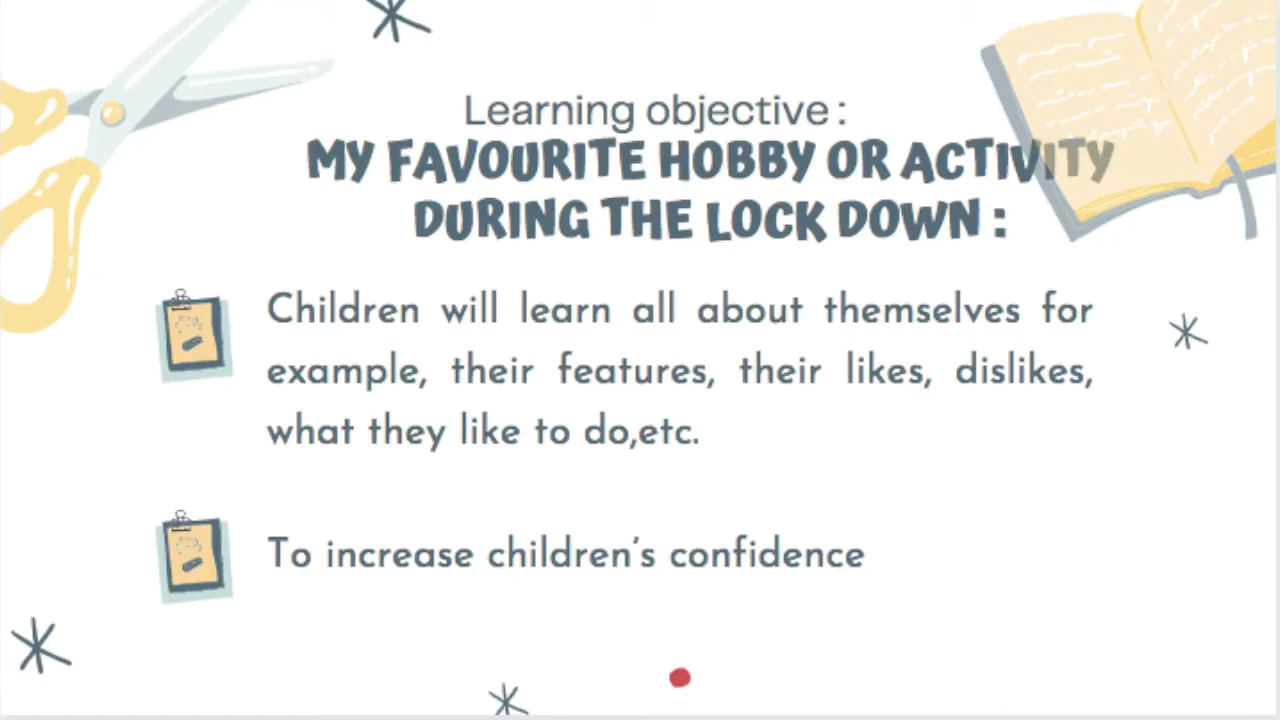 Learning objective :
MY FAVOURITE HOBBY OR ACTIVITY
DURING THE LOCK DOWN :
Children will learn all about themselves for
example, their features, their likes, dislikes,
what they like to do,etc.
To increase children's confidence